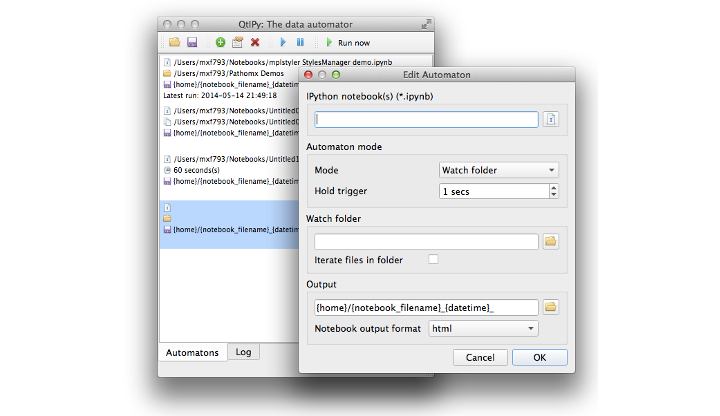 QtIPy: The data automator
Run now
/Users/mxf793/Notebooks/mplstyler StylesManager demo.ipynb
/Users/mxf793/Pathomx Demos
{home}/{notebook_filename}_{datetim
Latest run: 2014-05-14 21:49:18
/Users/mxf793/Notebooks/Untitled0
/Users/mxf793/Notebooks/Untitled0
{home}/{notebook_filename}_{datetim
/Users/mxf793/Notebooks/Untitled1
60 seconds(s)
{home}/{notebook_filename}_{datetim
{home}/{notebook_filename}_{datetim
Automatons
Log
Edit Automaton
IPython notebook(s) (*.ipynb)
Automaton mode
Mode Watch folder
Hold trigger 1 secs
Watch folder
Iterate files in folder
Output
{home}/{notebook_filename}_{datetime}_
Notebook output format html
Cancel OK